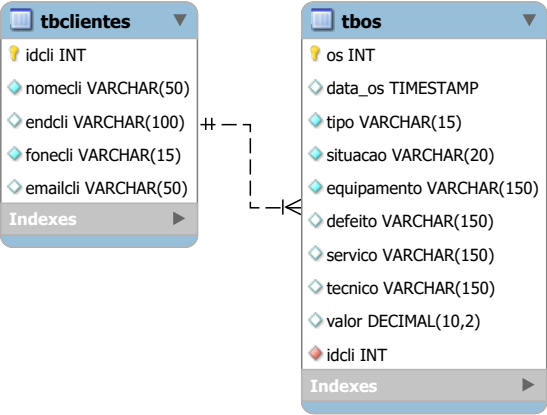 tbclientes
idcli INT
nomecli VARCHAR(50)
endcli VARCHAR(100)
fonecli VARCHAR(15)
emailcli VARCHAR(50)
Indexes
tbos
os INT
data_os TIMESTAMP
tipo VARCHAR(15)
situacao VARCHAR(20)
equipamento VARCHAR(150)
defeito VARCHAR(150)
servico VARCHAR(150)
tecnico VARCHAR(150)
valor DECIMAL(10,2)
idcli INT
Indexes